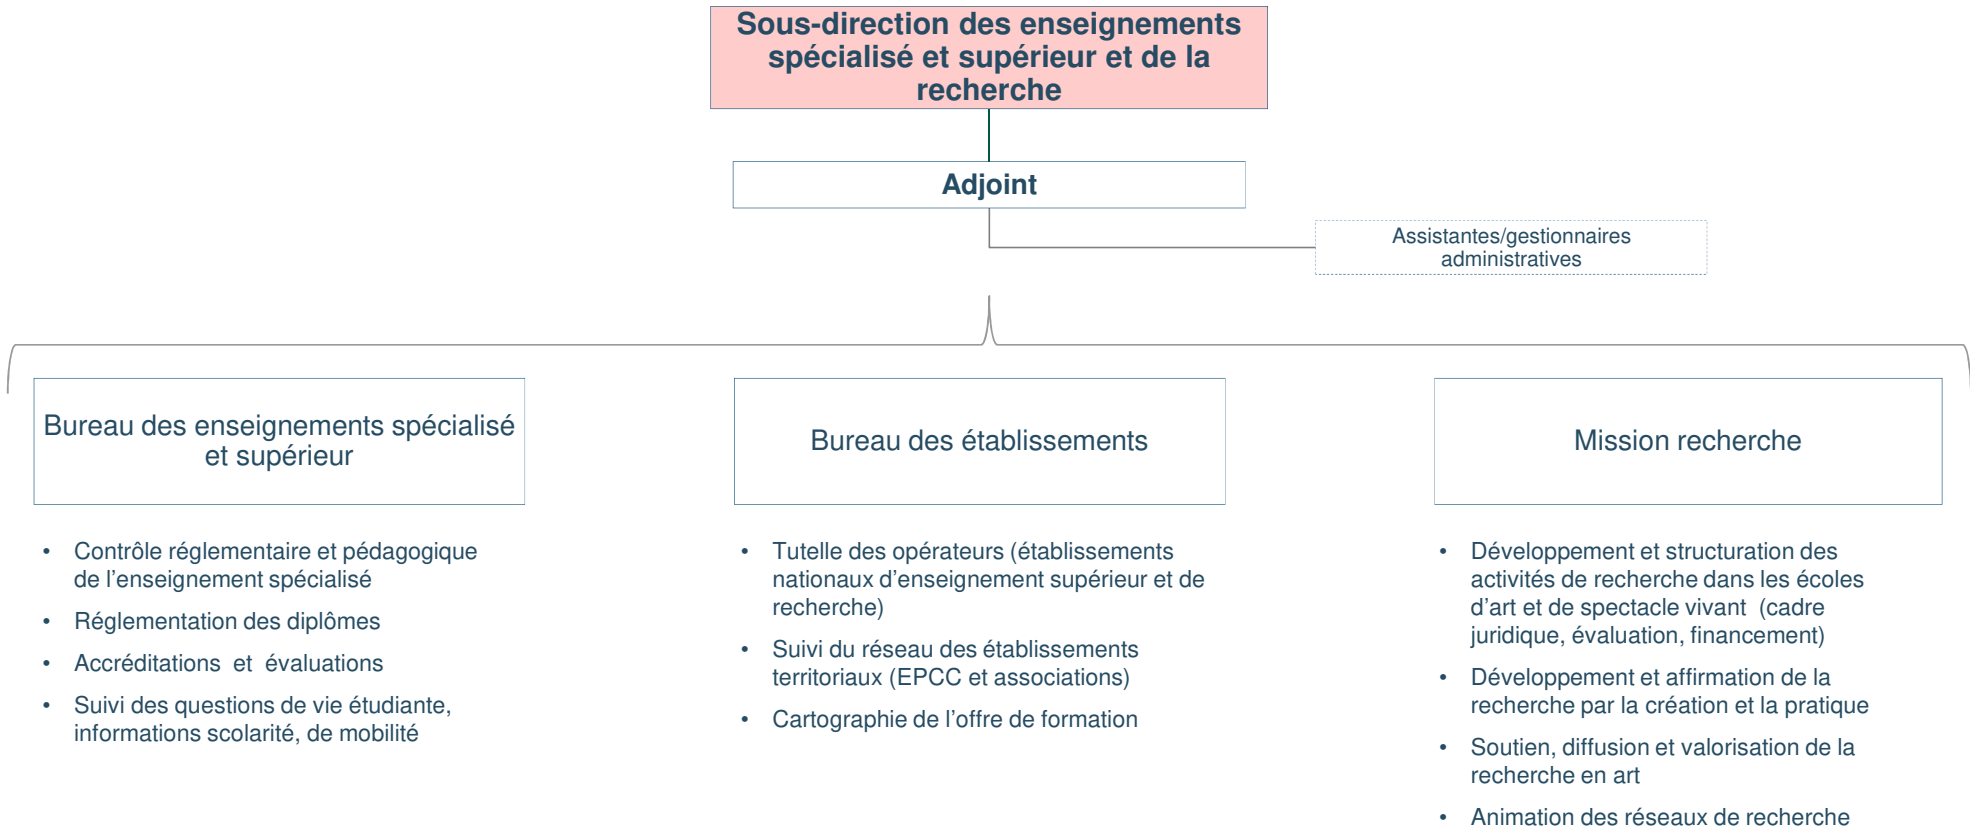 Sous-direction des enseignements
spécialisé et supérieur et de la
recherche
Adjoint
Assistantes/gestionnaires
administratives
Bureau des enseignements spécialisé
et supérieur
• Contrôle réglementaire et pédagogique
de l’enseignement spécialisé
• Réglementation des diplômes
• Accréditations et évaluations
• Suivi des questions de vie étudiante,
informations scolarité, de mobilité
Bureau des établissements
• Tutelle des opérateurs (établissements
nationaux d’enseignement supérieur et de
recherche)
• Suivi du réseau des établissements
territoriaux (EPCC et associations)
• Cartographie de l’offre de formation
Mission recherche
• Développement et structuration des
activités de recherche dans les écoles
d’art et de spectacle vivant (cadre
juridique, évaluation, financement)
• Développement et affirmation de la
recherche par la création et la pratique
• Soutien, diffusion et valorisation de la
recherche en art
• Animation des réseaux de recherche